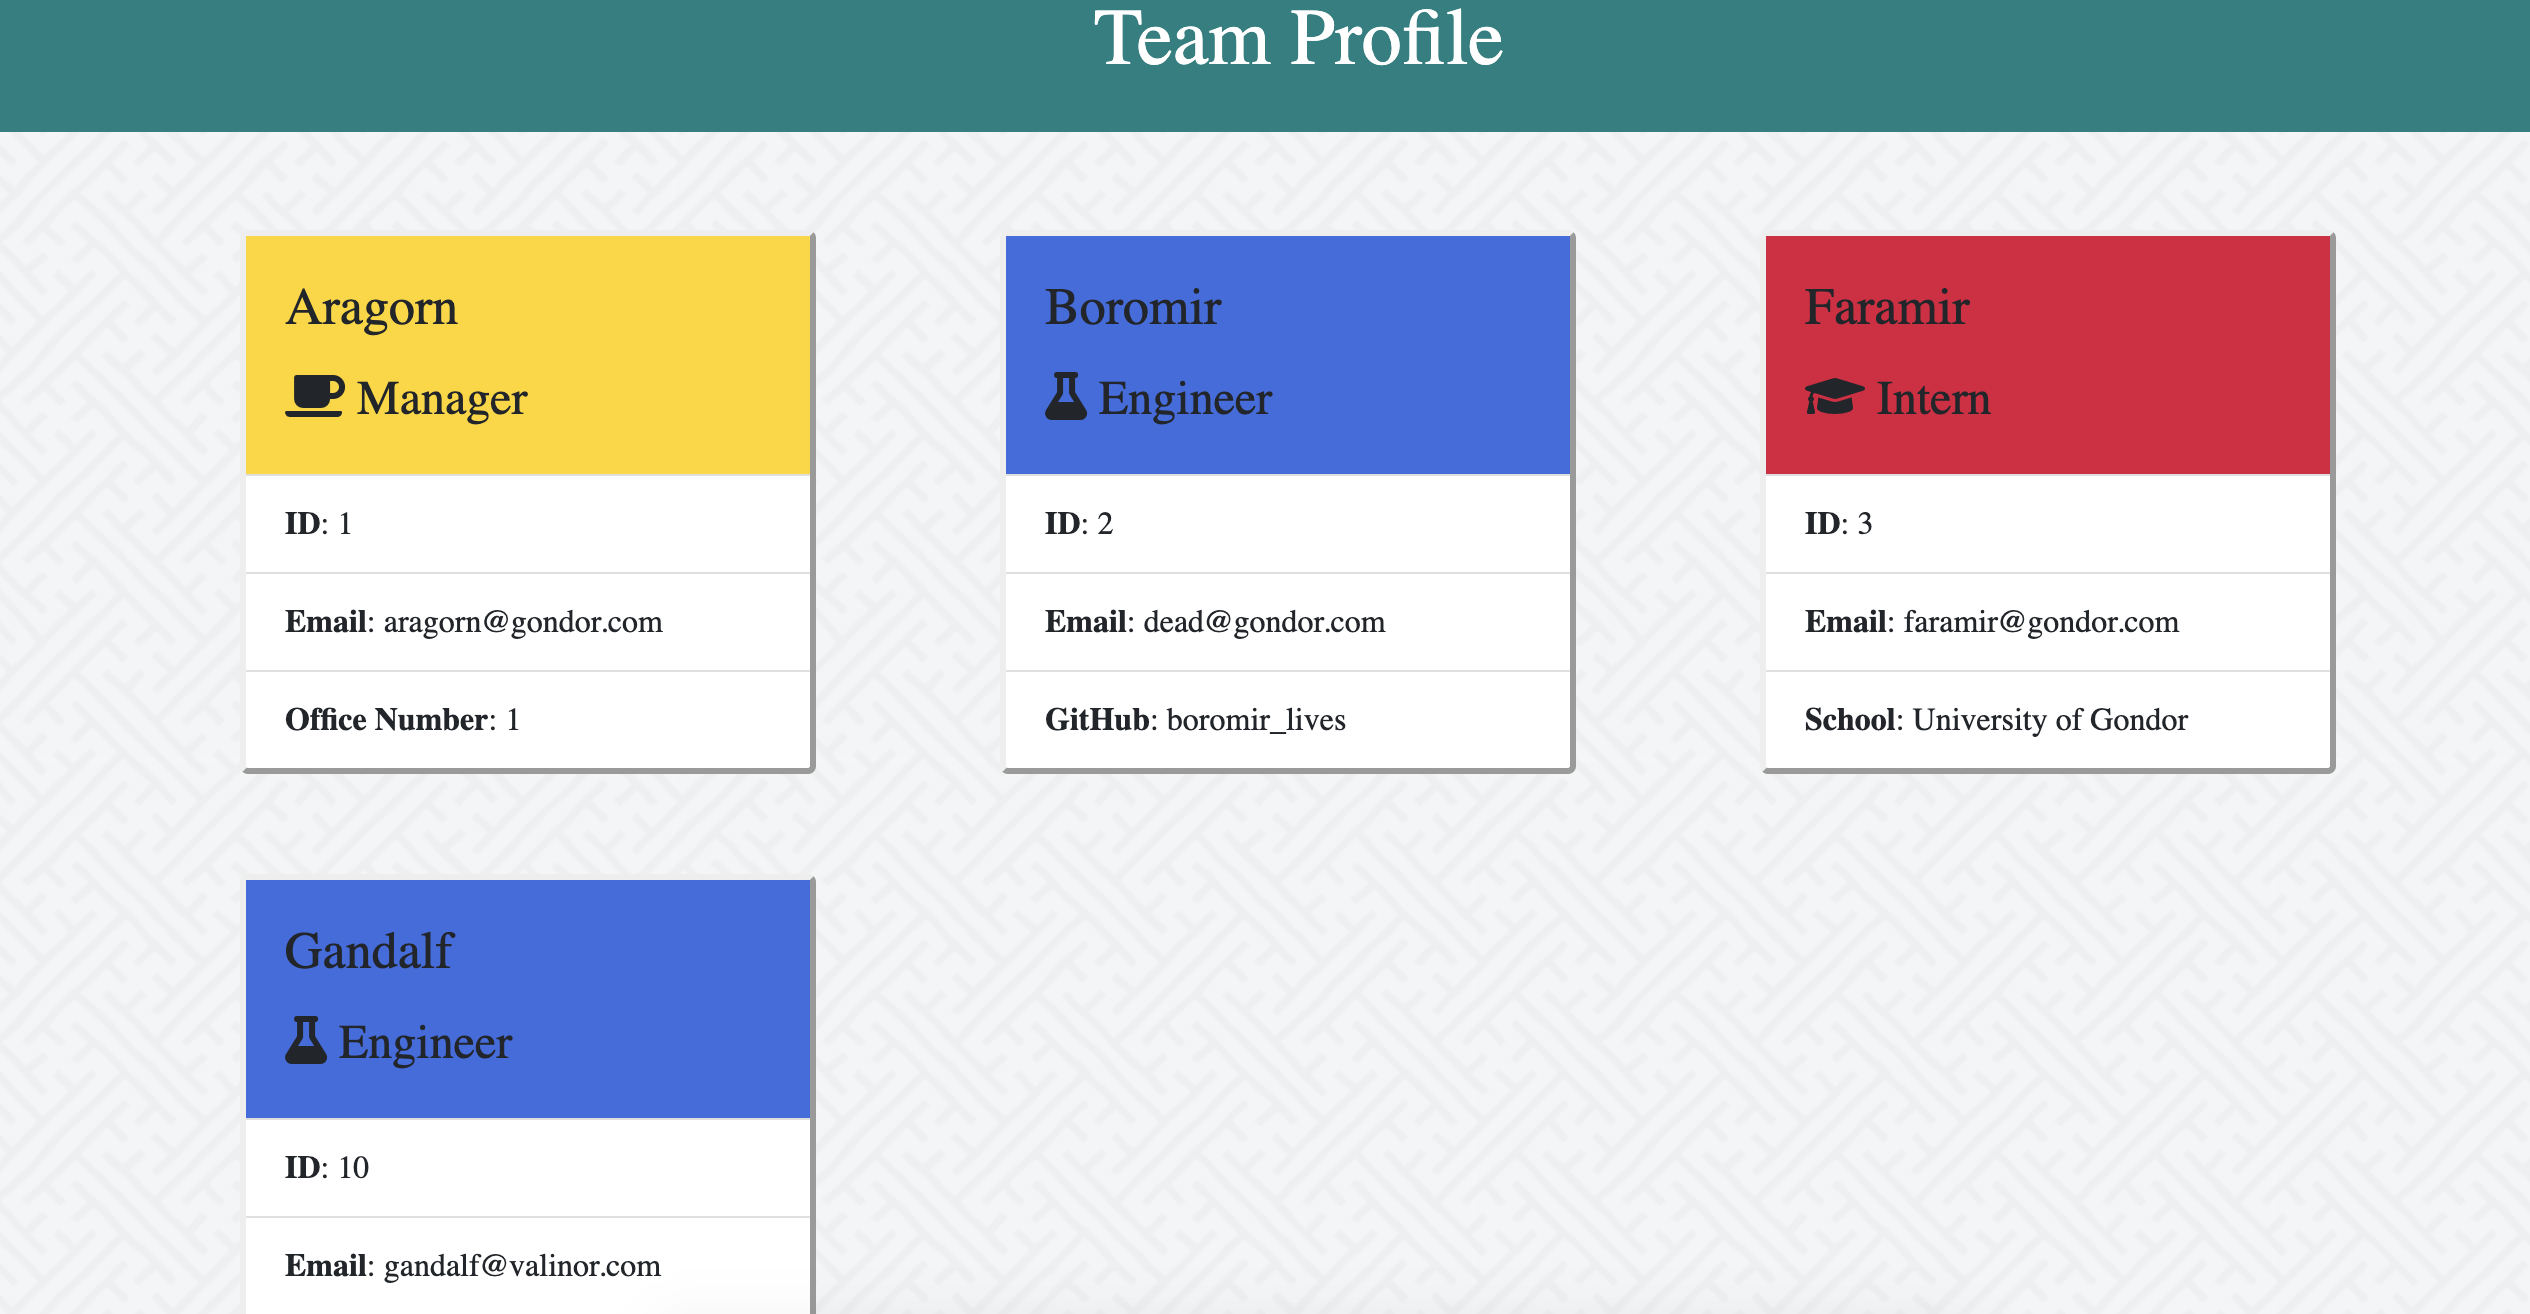 Team Profile
Aragorn
Manager
ID: 1
Email: aragorn@gondor.com
Office Number: 1
Boromir
Engineer
ID: 2
Email: dead@gondor.com
GitHub: boromir_lives
Faramir
Intern
ID: 3
Email: faramir@gondor.com
School: University of Gondor
Gandalf
Engineer
ID: 10
Email: gandalf@valinor.com